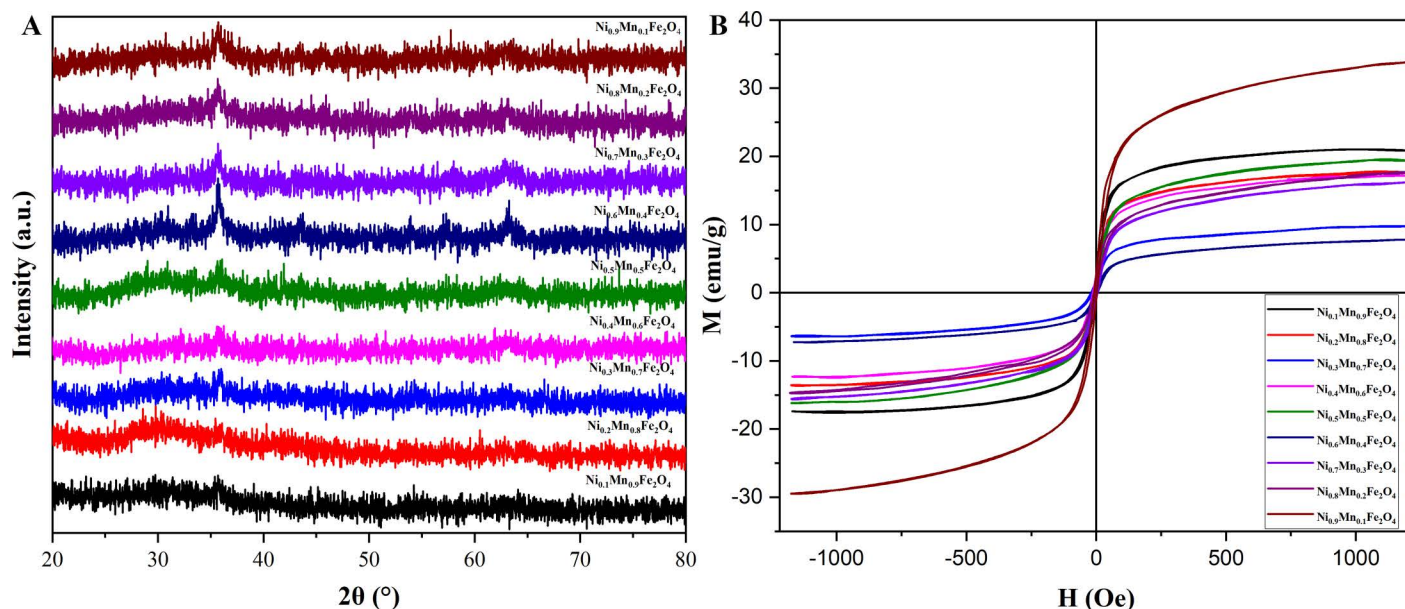 A
Intensity (a.u.)
Ni0.9Mn0.1Fe2O4
Ni0.8Mn0.2Fe2O4
Ni0.7Mn0.3Fe2O4
Ni0.6Mn0.4Fe2O4
Ni0.5Mn0.5Fe2O4
Ni0.4Mn0.6Fe2O4
Ni0.3Mn0.7Fe2O4
Ni0.2Mn0.8Fe2O4
Ni0.1Mn0.9Fe2O4
20 30 40 50 60 70 80
2θ (°)
B
M (emu/g)
40
30
20
10
0
-10
-20
-30
Ni0.1Mn0.9Fe2O4
Ni0.2Mn0.8Fe2O4
Ni0.3Mn0.7Fe2O4
Ni0.4Mn0.6Fe2O4
Ni0.5Mn0.5Fe2O4
Ni0.6Mn0.4Fe2O4
Ni0.7Mn0.3Fe2O4
Ni0.8Mn0.2Fe2O4
Ni0.9Mn0.1Fe2O4
-1000 -500 0 500 1000
H (Oe)